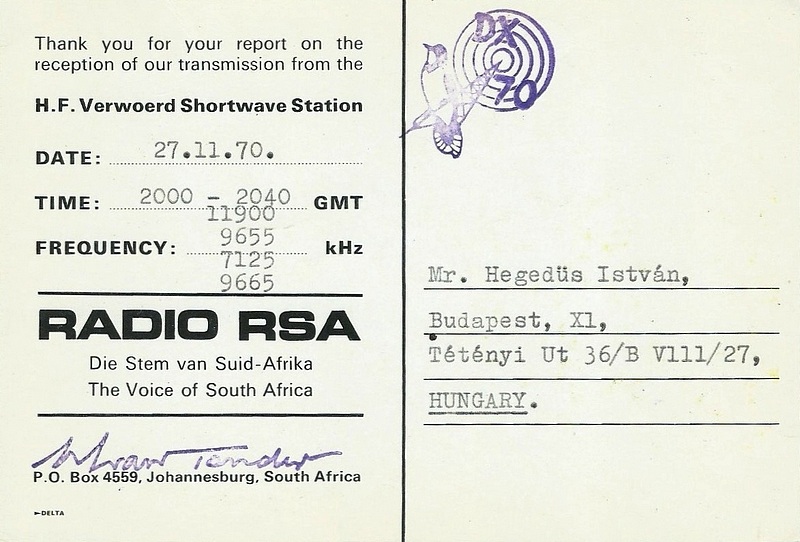 Thank you for your report on the
reception of our transmission from the
H.F. Verwoerd Shortwave Station
DATE: 27.11.70.
TIME: 2000 - 2040 GMT
11900
FREQUENCY: 9655 kHz
7125
9665
RADIO RSA
Die Stem van Suid-Afrika
The Voice of South Africa
P.O. Box 4559, Johannesburg, South Africa
DELTA
DX
70
Mr. Hegedüs István,
Budapest, X1,
Tétényi Ut 36/B V111/27,
HUNGARY.